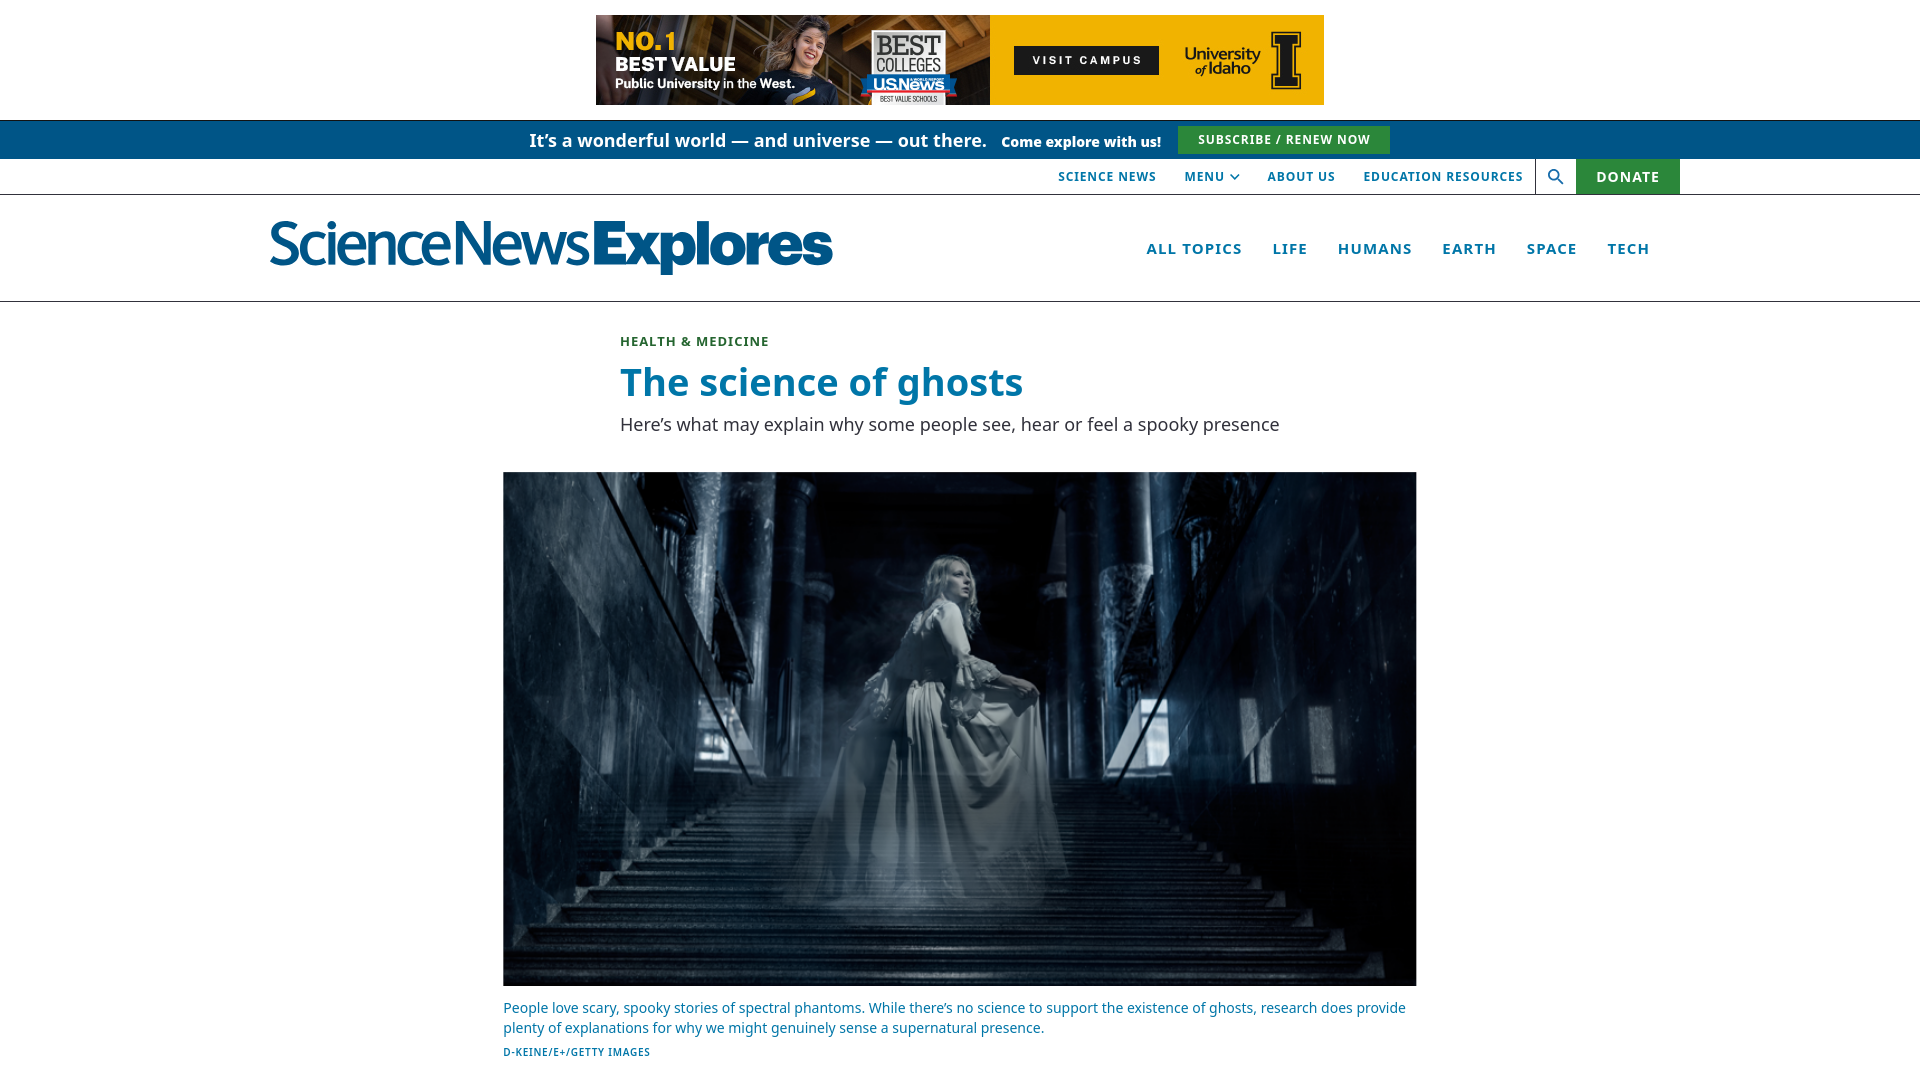 NO.1
BEST VALUE
Public University in the West.
BEST
COLLEGES
U.S.News
& WORLD REPORT
BEST VALUE SCHOOLS
VISIT CAMPUS
University
of Idaho
It's a wonderful world — and universe — out there. Come explore with us! SUBSCRIBE / RENEW NOW
SCIENCE NEWS MENU ABOUT US EDUCATION RESOURCES DONATE
ScienceNewsExplores
ALL TOPICS LIFE HUMANS EARTH SPACE TECH
HEALTH & MEDICINE
The science of ghosts
Here's what may explain why some people see, hear or feel a spooky presence
People love scary, spooky stories of spectral phantoms. While there's no science to support the existence of ghosts, research does provide
plenty of explanations for why we might genuinely sense a supernatural presence.
D-KEINE/E+/GETTY IMAGES